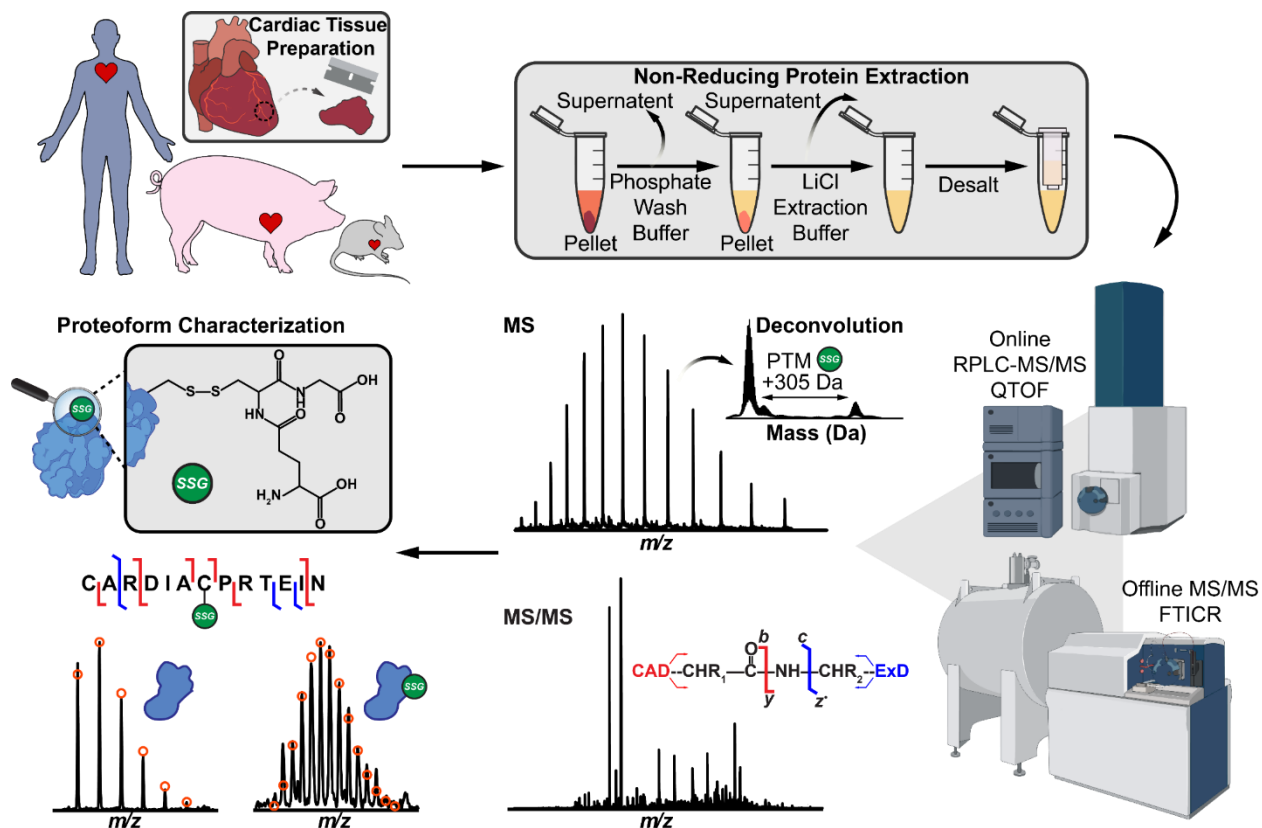 Cardiac Tissue
Preparation
Non-Reducing Protein Extraction
Supernatent
Supernatent
Phosphate
Wash
Buffer
LiCl
Extraction
Buffer
Desalt
Pellet
Pellet
Proteoform Characterization
SSG
S–S
O
OH
N
H
O
HN
O
OH
H₂N
O
SSG
MS
Deconvolution
PTM SSG
+305 Da
Mass (Da)
m/z
Online
RPLC-MS/MS
QTOF
Offline MS/MS
FTICR
CARDIACPRTEIN
SSG
SSG
m/z
m/z
MS/MS
b
c
O
CAD--CHR₁—C—NH—CHR₂--ExD
y
z•
m/z